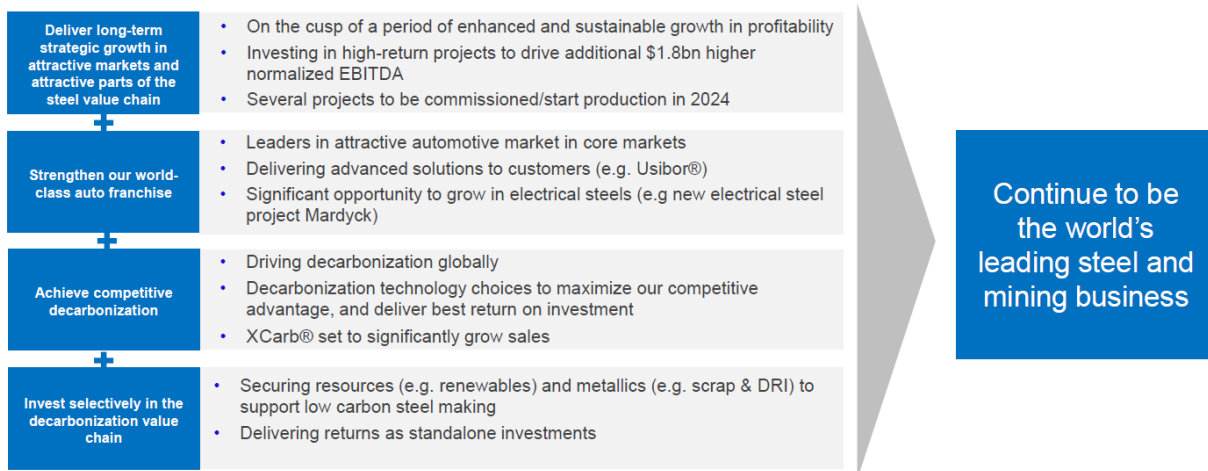 Deliver long-term
strategic growth in
attractive markets and
attractive parts of the
steel value chain
• On the cusp of a period of enhanced and sustainable growth in profitability
• Investing in high-return projects to drive additional $1.8bn higher
normalized EBITDA
• Several projects to be commissioned/start production in 2024
+
Strengthen our world-
class auto franchise
• Leaders in attractive automotive market in core markets
• Delivering advanced solutions to customers (e.g. Usibor®)
• Significant opportunity to grow in electrical steels (e.g new electrical steel
project Mardyck)
+
Achieve competitive
decarbonization
• Driving decarbonization globally
• Decarbonization technology choices to maximize our competitive
advantage, and deliver best return on investment
• XCarb® set to significantly grow sales
+
Invest selectively in the
decarbonization value
chain
• Securing resources (e.g. renewables) and metallics (e.g. scrap & DRI) to
support low carbon steel making
• Delivering returns as standalone investments
Continue to be
the world's
leading steel and
mining business